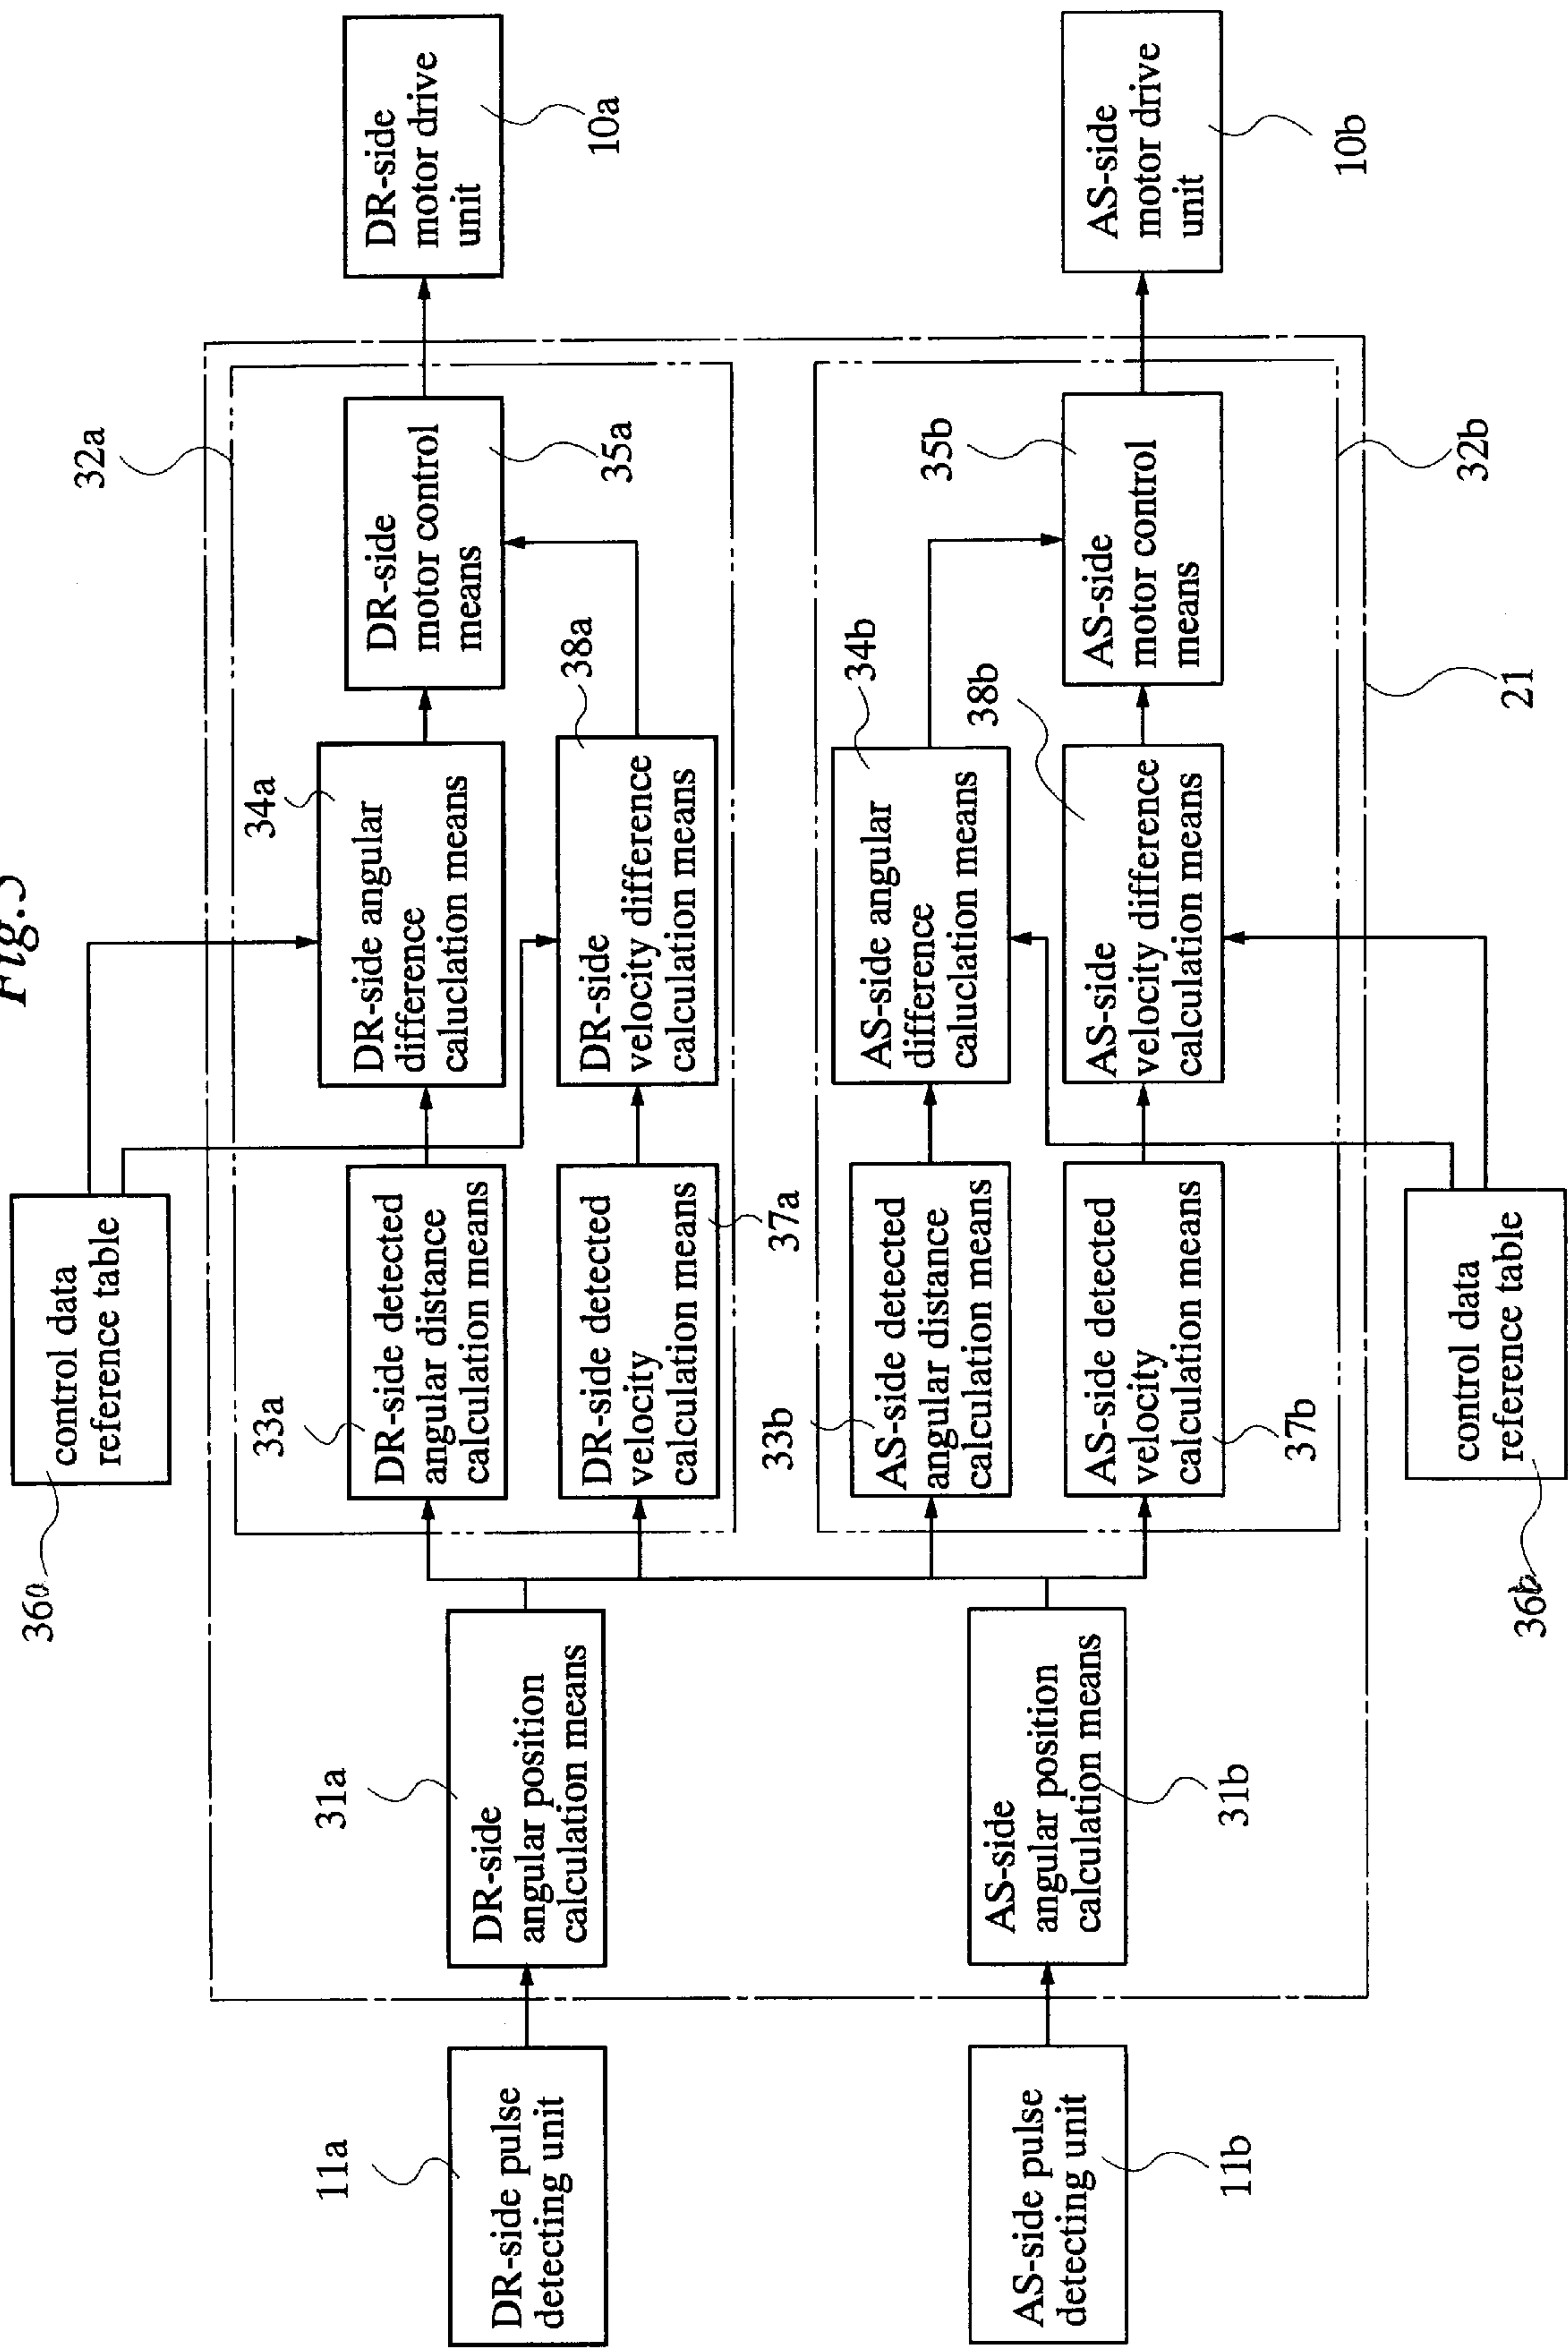 Fig.5
36a
control data
reference table
32a
34a
33a
DR-side detected
angular distance
calculation means
DR-side angular
difference
caluclation means
DR-side
motor control
means
35a
DR-side
motor drive
unit
10a
31a
DR-side
angular position
calculation means
11a
DR-side pulse
detecting unit
DR-side detected
velocity
calculation means
37a
DR-side
velocity difference
calculation means
38a
33b
AS-side detected
angular distance
calculation means
AS-side angular
difference
caluclation means
34b
38b
35b
AS-side pulse
detecting unit
11b
AS-side
angular position
calculation means
31b
AS-side detected
velocity
calculation means
37b
AS-side
velocity difference
calculation means
AS-side
motor control
means
AS-side
motor drive
unit
10b
32b
21
control data
reference table
36b